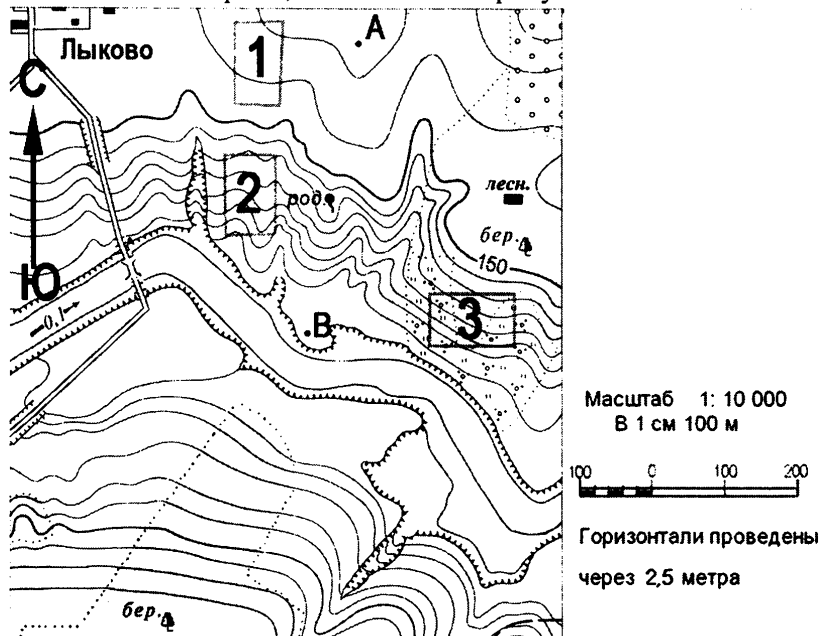 А
Лыково
1
С
2
род.
лесн.
бер.
150
Ю
0,1
В
3
Масштаб 1: 10 000
В 1 см 100 м
100 0 100 200
Горизонтали проведены
через 2,5 метра
бер.